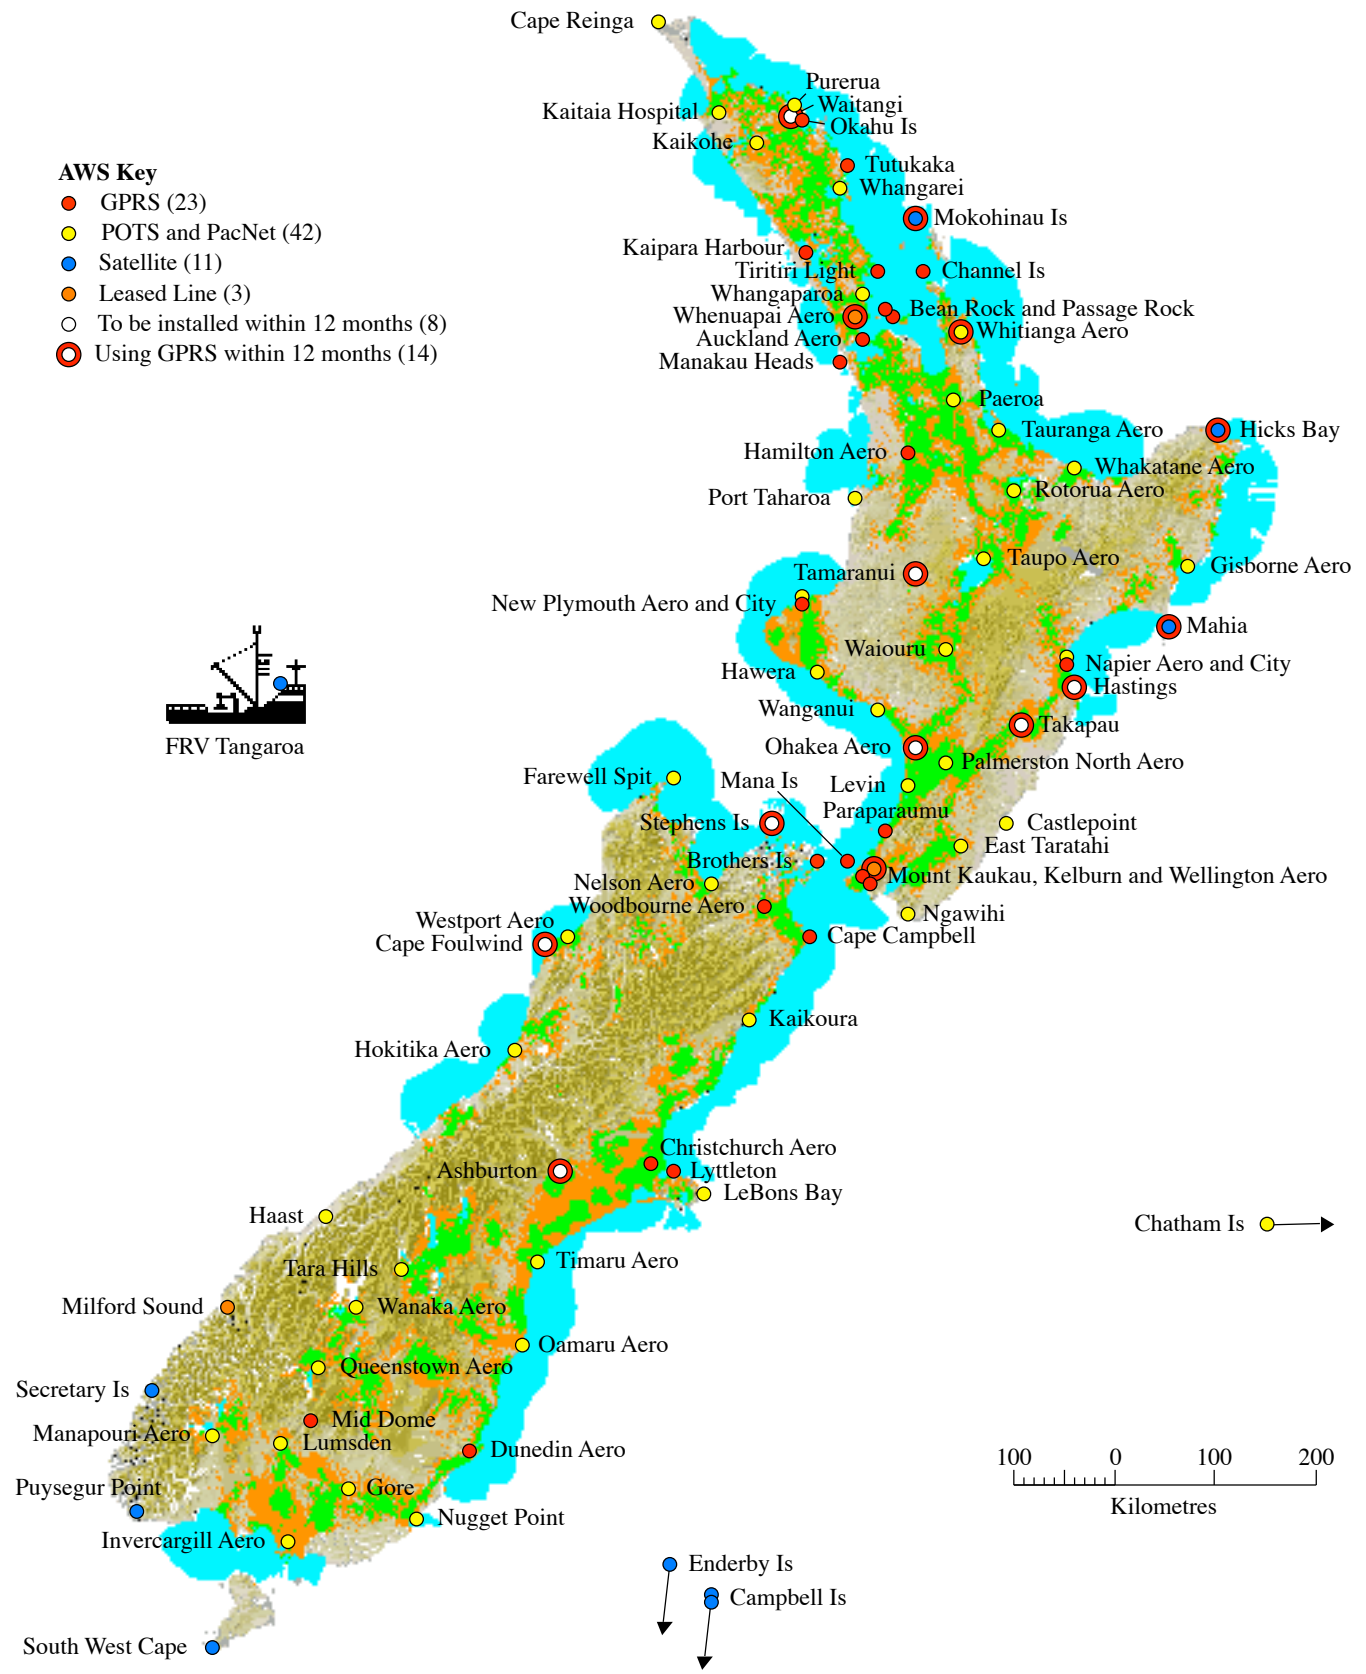 Cape Reinga
Purerua
Kaitaia Hospital
Waitangi
Okahu Is
Kaikohe
AWS Key
GPRS (23)
POTS and PacNet (42)
Satellite (11)
Leased Line (3)
To be installed within 12 months (8)
Using GPRS within 12 months (14)
Tutukaka
Whangarei
Mokohinau Is
Kaipara Harbour
Tiritiri Light
Channel Is
Whangaparoa
Bean Rock and Passage Rock
Whenuapai Aero
Whitianga Aero
Auckland Aero
Manakau Heads
Paeroa
Tauranga Aero
Hicks Bay
Hamilton Aero
Whakatane Aero
Rotorua Aero
Port Taharoa
Taupo Aero
Gisborne Aero
Tamaranui
New Plymouth Aero and City
Mahia
Waiouru
Napier Aero and City
Hawera
Hastings
Wanganui
Takapau
FRV Tangaroa
Ohakea Aero
Palmerston North Aero
Farewell Spit
Mana Is
Levin
Paraparaumu
Stephens Is
Castlepoint
East Taratahi
Brothers Is
Mount Kaukau, Kelburn and Wellington Aero
Nelson Aero
Woodbourne Aero
Ngawihi
Westport Aero
Cape Foulwind
Cape Campbell
Kaikoura
Hokitika Aero
Christchurch Aero
Ashburton
Lyttleton
LeBons Bay
Haast
Chatham Is
Timaru Aero
Tara Hills
Milford Sound
Wanaka Aero
Oamaru Aero
Queenstown Aero
Secretary Is
Mid Dome
Manapouri Aero
Lumsden
Dunedin Aero
100 0 100 200
Kilometres
Puysegur Point
Gore
Nugget Point
Invercargill Aero
Enderby Is
Campbell Is
South West Cape